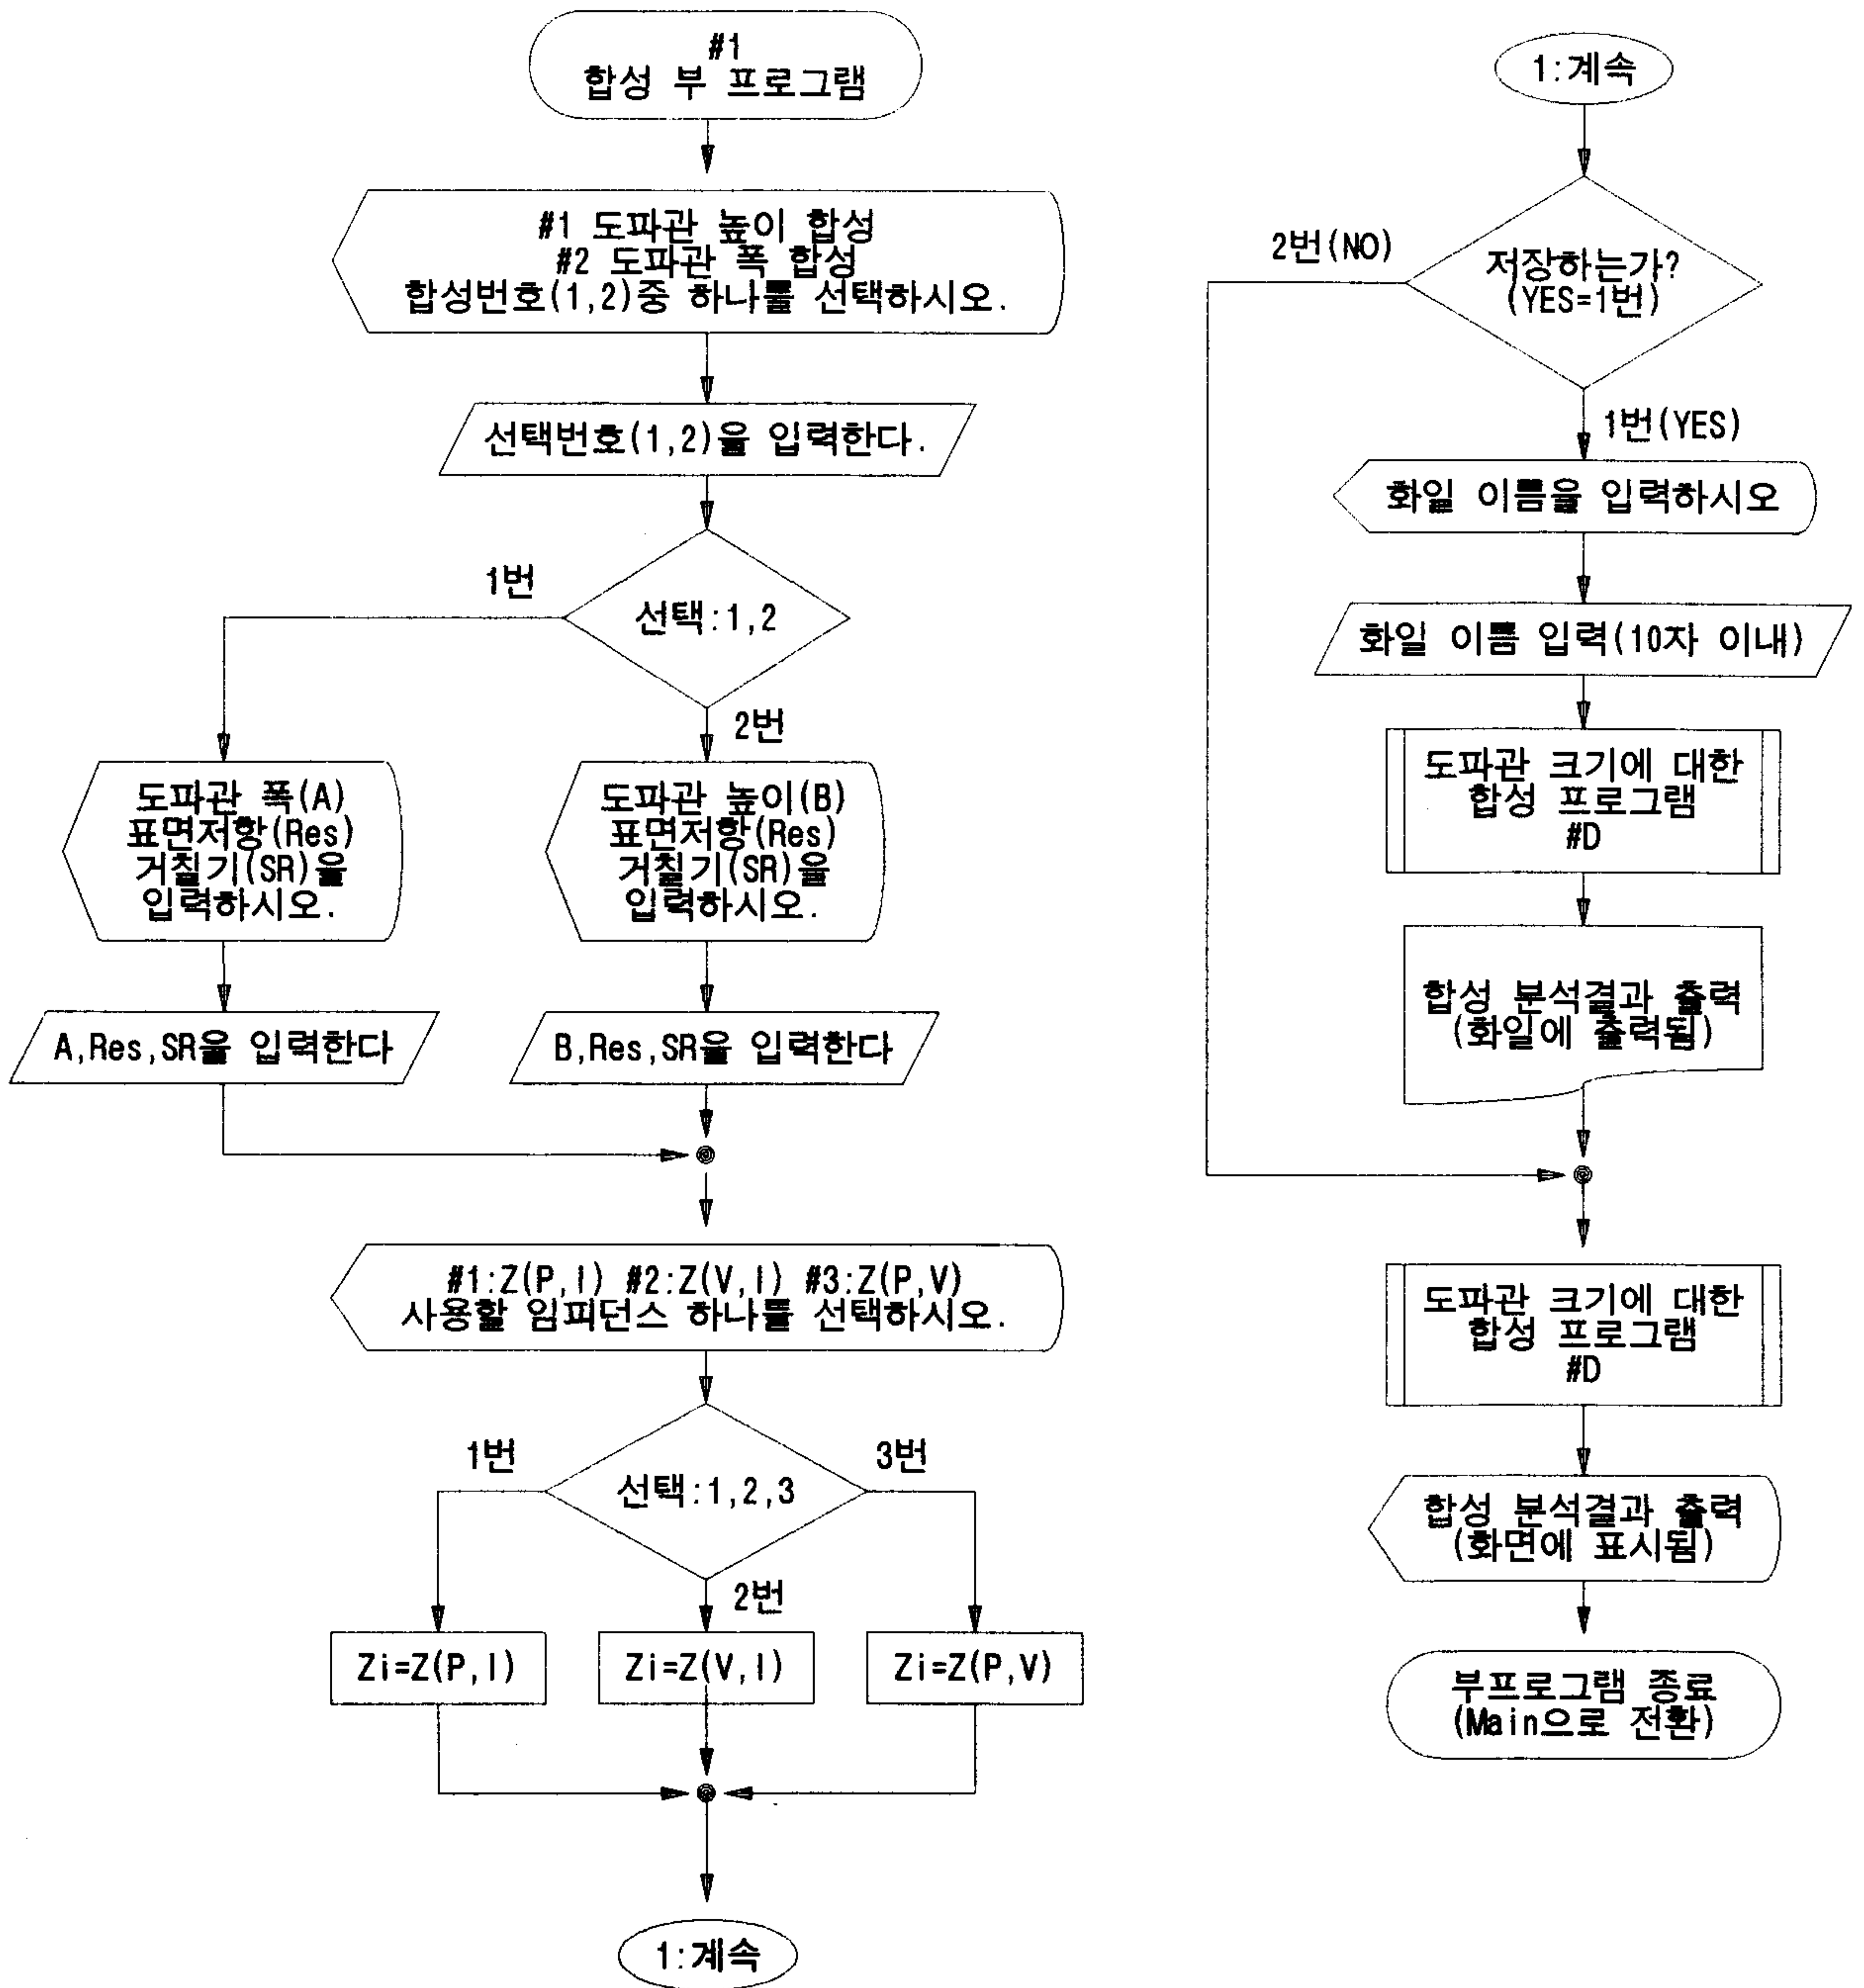 #1
합성 부 프로그램
#1 도파관 높이 합성
#2 도파관 폭 합성
합성번호(1,2)중 하나를 선택하시오.
선택번호(1,2)을 입력한다.
선택:1,2
1번
2번
도파관 폭(A)
표면저항(Res)
거칠기(SR)을
입력하시오.
도파관 높이(B)
표면저항(Res)
거칠기(SR)을
입력하시오.
A,Res,SR을 입력한다
B,Res,SR을 입력한다
#1:Z(P,I) #2:Z(V,I) #3:Z(P,V)
사용할 임피던스 하나를 선택하시오.
1번
선택:1,2,3
3번
2번
Zi=Z(P,I)
Zi=Z(V,I)
Zi=Z(P,V)
1:계속
1:계속
2번(NO)
저장하는가?
(YES=1번)
1번(YES)
화일 이름을 입력하시오
화일 이름 입력(10자 이내)
도파관 크기에 대한
합성 프로그램
#D
합성 분석결과 출력
(화일에 출력됨)
도파관 크기에 대한
합성 프로그램
#D
합성 분석결과 출력
(화면에 표시됨)
부프로그램 종료
(Main으로 전환)